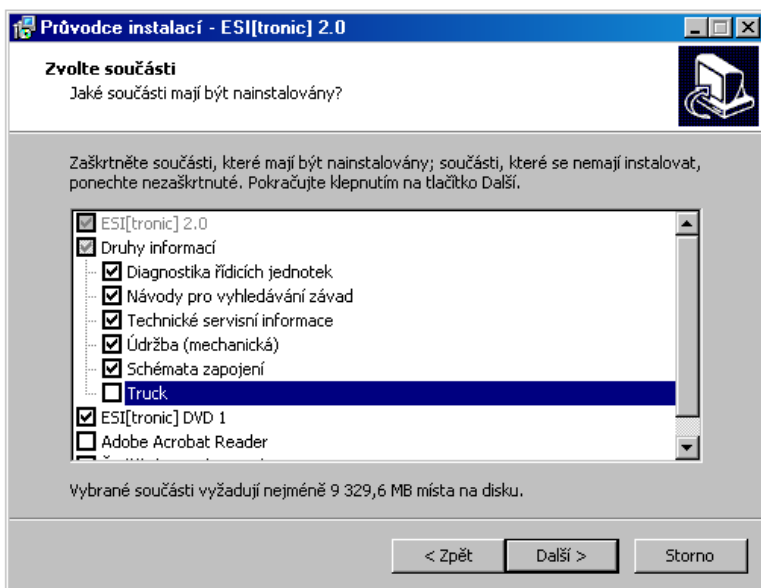 Průvodce instalací - ESI[tronic] 2.0
Zvolte součásti
Jaké součásti mají být nainstalovány?
Zaškrtněte součásti, které mají být nainstalovány; součásti, které se nemají instalovat,
ponechte nezaškrtnuté. Pokračujte klepnutím na tlačítko Další.
ESI[tronic] 2.0
Druhy informací
Diagnostika řídicích jednotek
Návody pro vyhledávání závad
Technické servisní informace
Údržba (mechanická)
Schémata zapojení
Truck
ESI[tronic] DVD 1
Adobe Acrobat Reader
Vybrané součásti vyžadují nejméně 9 329,6 MB místa na disku.
< Zpět
Další >
Storno